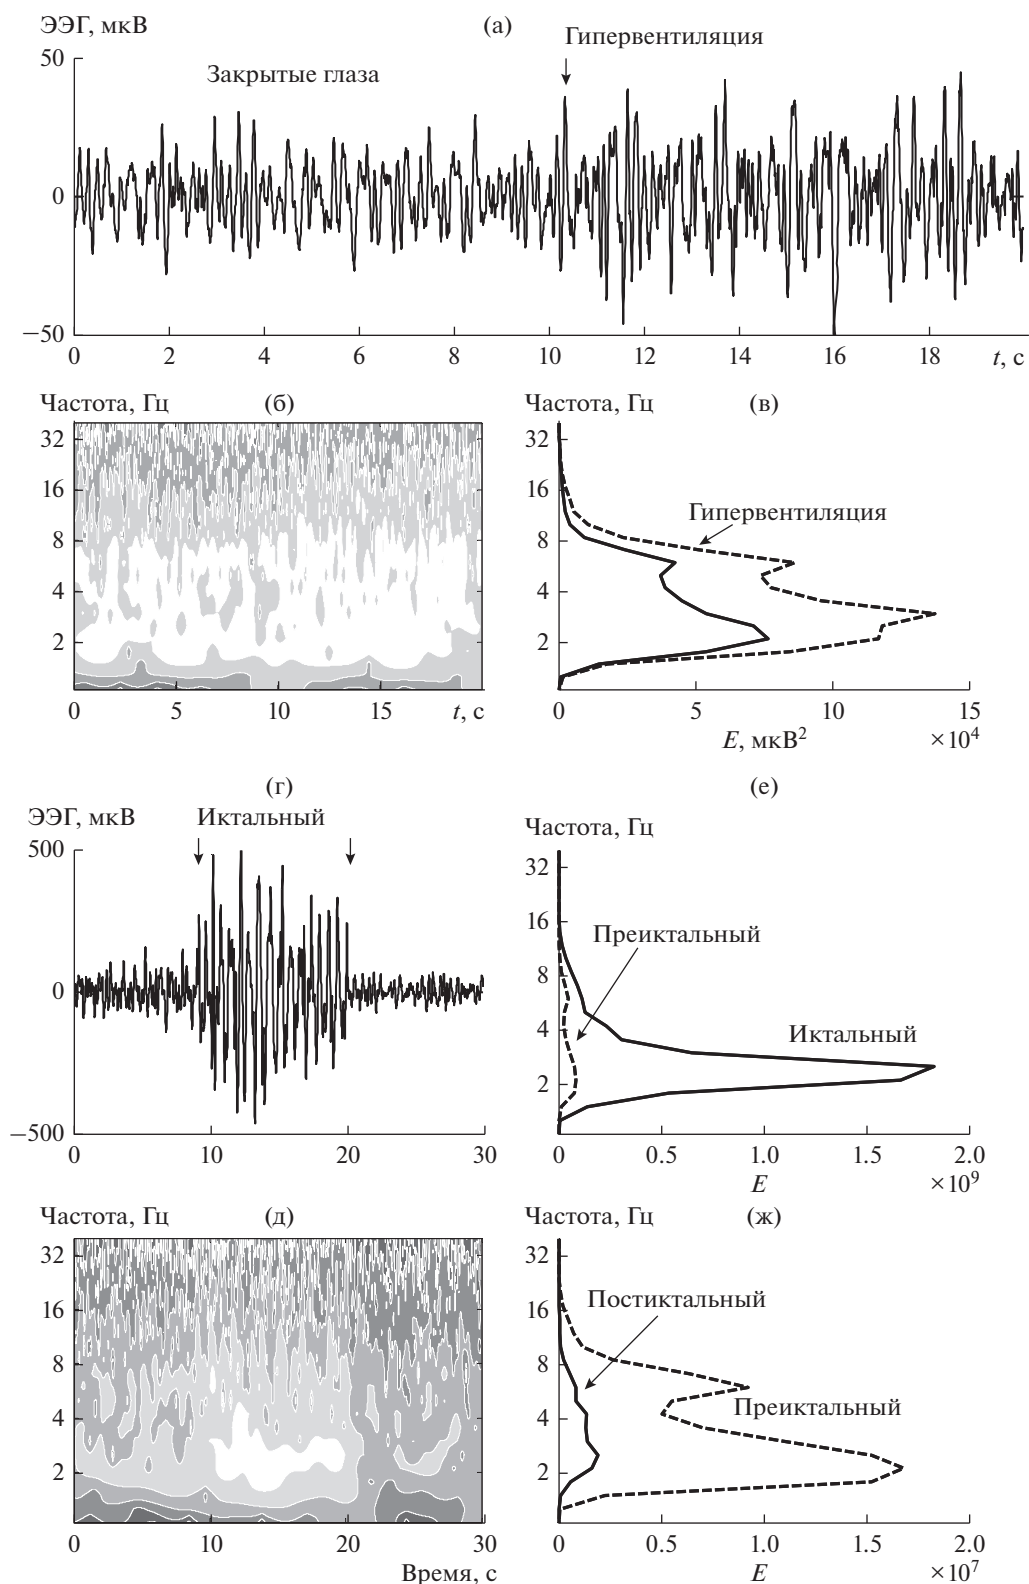 ЭЭГ, мкВ
(а)
Гипервентиляция
Закрытые глаза
50
0
−50
0 2 4 6 8 10 12 14 16 18 t, с
Частота, Гц (б)
32
16
8
4
2
0 5 10 15 t, с
Частота, Гц (в)
32
16
8
4
2
Гипервентиляция
0 5 10 15
E, мкВ² ×10⁴
(г)
ЭЭГ, мкВ Иктальный
500
0
−500
0 10 20 30
(е)
Частота, Гц
32
16
8
4
2
Преиктальный
Иктальный
0 0.5 1.0 1.5 2.0
E ×10⁹
Частота, Гц (д)
32
16
8
4
2
0 10 20 30
Время, с
Частота, Гц (ж)
32
16
8
4
2
Постиктальный
Преиктальный
0 0.5 1.0 1.5 2.0
E ×10⁷